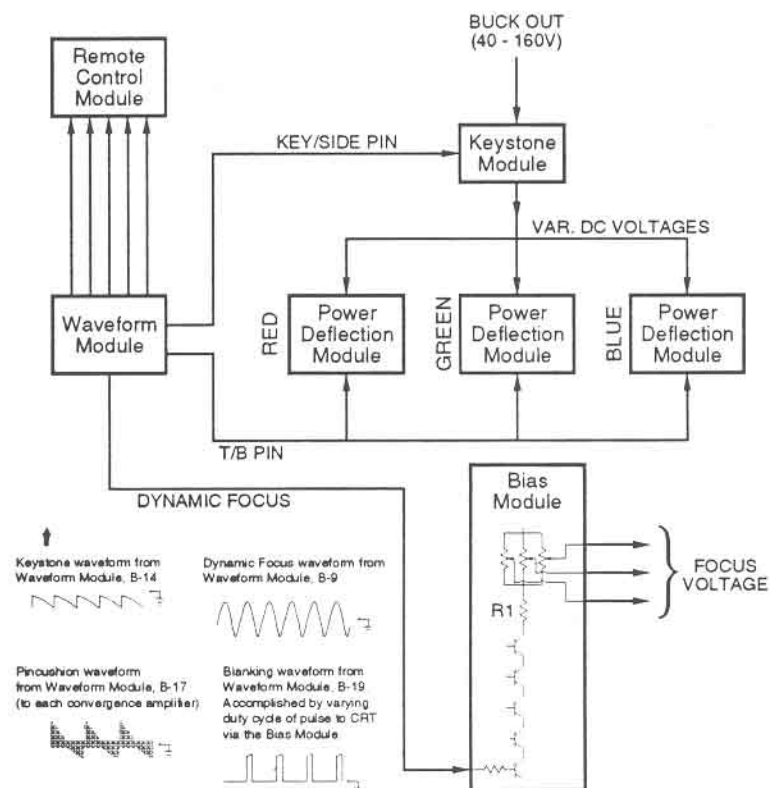 BUCK OUT
(40 - 160V)
Remote
Control
Module
KEY/SIDE PIN
Keystone
Module
VAR. DC VOLTAGES
Waveform
Module
RED
Power
Deflection
Module
GREEN
Power
Deflection
Module
BLUE
Power
Deflection
Module
T/B PIN
DYNAMIC FOCUS
Bias
Module
R1
FOCUS
VOLTAGE
Keystone waveform from
Waveform Module, B-14
Dynamic Focus waveform from
Waveform Module, B-9
Pincushion waveform
from Waveform Module, B-17
(to each convergence amplifier)
Blanking waveform from
Waveform Module, B-19
Accomplished by varying
duty cycle of pulse to CRT
via the Bias Module